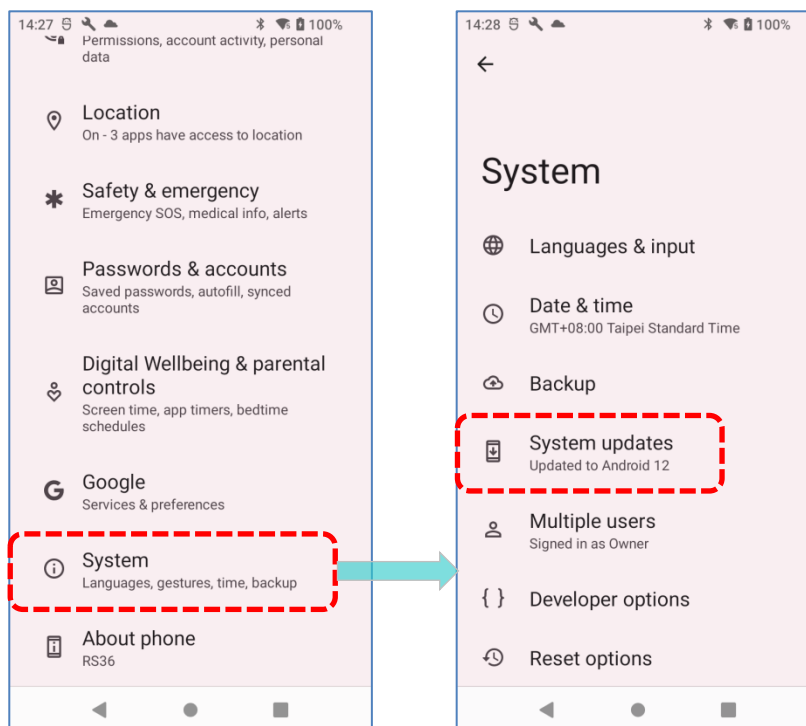 14:27 100%
Permissions, account activity, personal
data
Location
On - 3 apps have access to location
Safety & emergency
Emergency SOS, medical info, alerts
Passwords & accounts
Saved passwords, autofill, synced
accounts
Digital Wellbeing & parental
controls
Screen time, app timers, bedtime
schedules
Google
Services & preferences
System
Languages, gestures, time, backup
About phone
RS36
14:28 100%
System
Languages & input
Date & time
GMT+08:00 Taipei Standard Time
Backup
System updates
Updated to Android 12
Multiple users
Signed in as Owner
{ } Developer options
Reset options